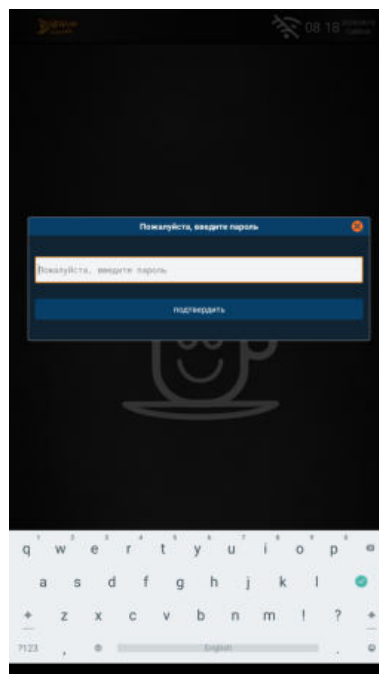 08 18
Пожалуйста, введите пароль
Пожалуйста, введите пароль
подтвердить
q w e r t y u i o p
a s d f g h j k l
z x c v b n m ! ?
?123 , English .